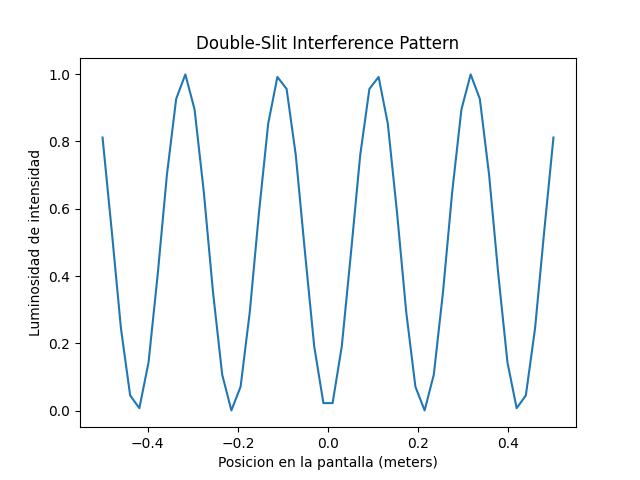 Double-Slit Interference Pattern
1.0
0.8
0.6
0.4
0.2
0.0
Luminosidad de intensidad
−0.4 −0.2 0.0 0.2 0.4
Posicion en la pantalla (meters)